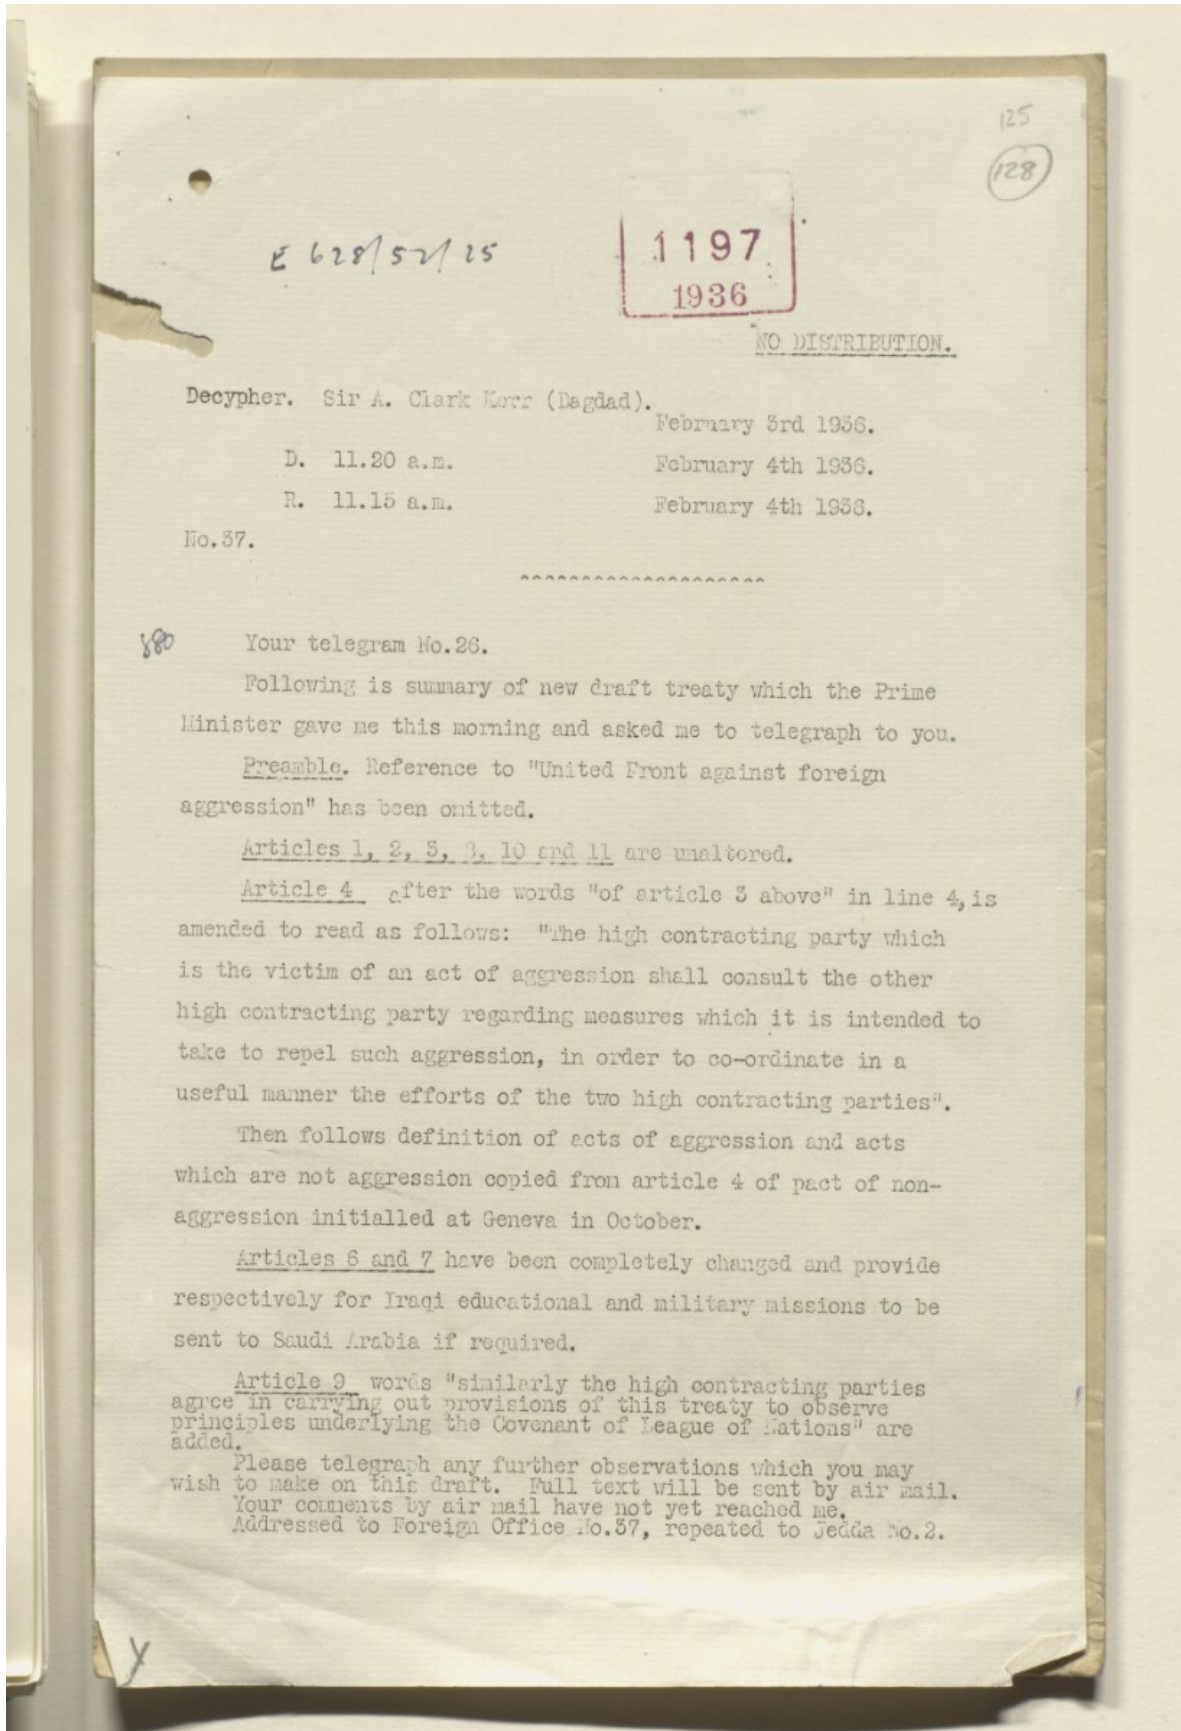 125
128
E 628/52/25
1197
1936
NO DISTRIBUTION.
Decypher. Sir A. Clark Kerr (Bagdad).
February 3rd 1936.
D. 11.20 a.m. February 4th 1936.
R. 11.15 a.m. February 4th 1936.
No.37.
880 Your telegram No.26.
Following is summary of new draft treaty which the Prime
Minister gave me this morning and asked me to telegraph to you.
Preamble. Reference to "United Front against foreign
aggression" has been omitted.
Articles 1, 2, 3, 8, 10 and 11 are unaltered.
Article 4 after the words "of article 3 above" in line 4, is
amended to read as follows: "The high contracting party which
is the victim of an act of aggression shall consult the other
high contracting party regarding measures which it is intended to
take to repel such aggression, in order to co-ordinate in a
useful manner the efforts of the two high contracting parties".
Then follows definition of acts of aggression and acts
which are not aggression copied from article 4 of pact of non-
aggression initialled at Geneva in October.
Articles 6 and 7 have been completely changed and provide
respectively for Iraqi educational and military missions to be
sent to Saudi Arabia if required.
Article 9 words "similarly the high contracting parties
agree in carrying out provisions of this treaty to observe
principles underlying the Covenant of League of Nations" are
added.
Please telegraph any further observations which you may
wish to make on this draft. Full text will be sent by air mail.
Your comments by air mail have not yet reached me.
Addressed to Foreign Office No.37, repeated to Jedda No.2.
Y